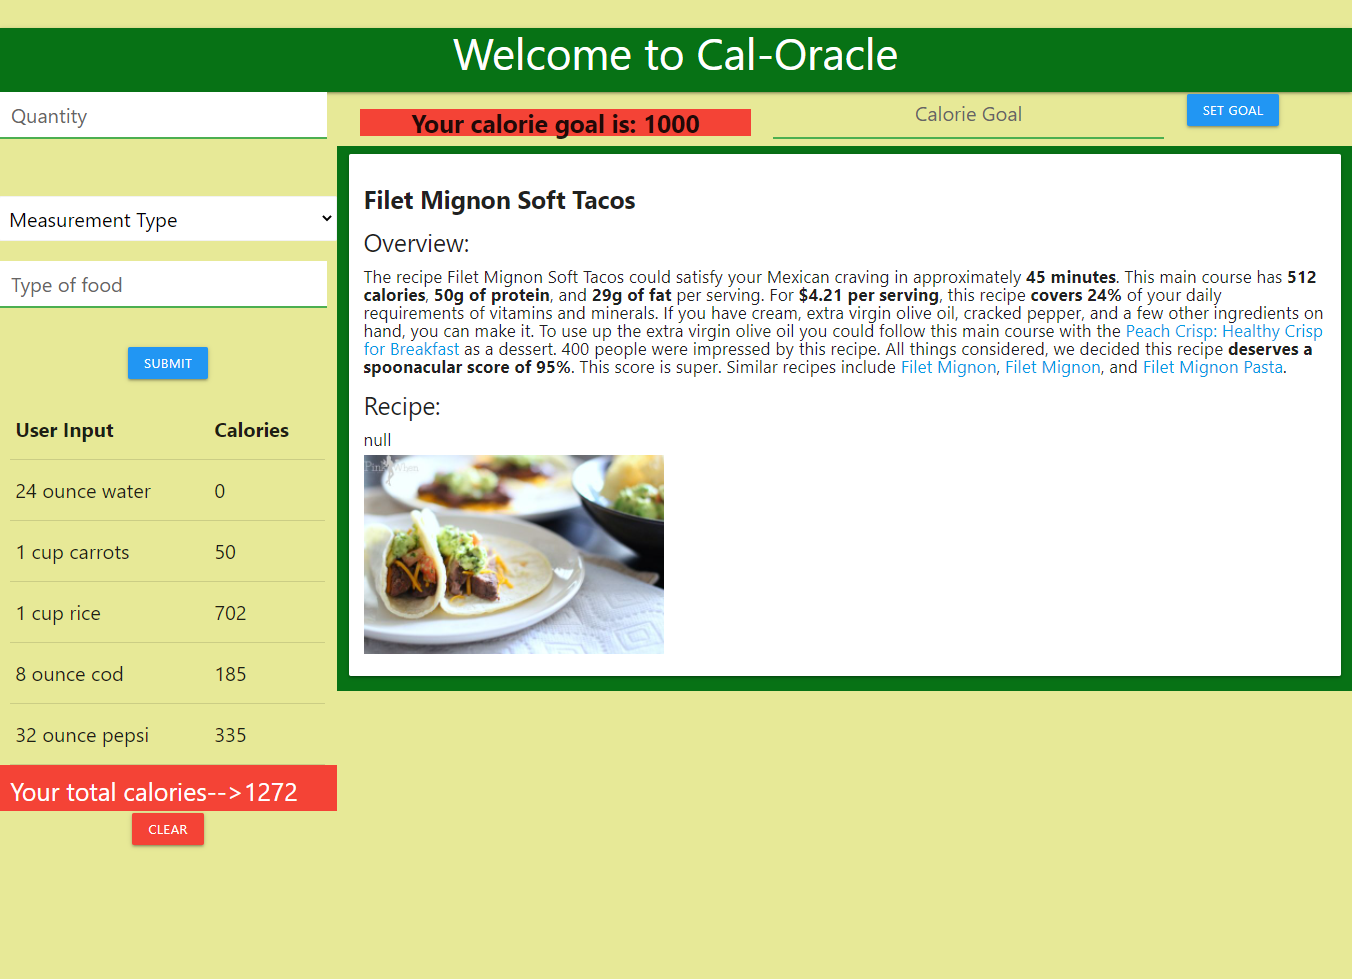 Welcome to Cal-Oracle
Quantity
Your calorie goal is: 1000
Calorie Goal
SET GOAL
Measurement Type
Type of food
SUBMIT
User Input Calories
24 ounce water 0
1 cup carrots 50
1 cup rice 702
8 ounce cod 185
32 ounce pepsi 335
Your total calories-->1272
CLEAR
Filet Mignon Soft Tacos
Overview:
The recipe Filet Mignon Soft Tacos could satisfy your Mexican craving in approximately 45 minutes. This main course has 512
calories, 50g of protein, and 29g of fat per serving. For $4.21 per serving, this recipe covers 24% of your daily
requirements of vitamins and minerals. If you have cream, extra virgin olive oil, cracked pepper, and a few other ingredients on
hand, you can make it. To use up the extra virgin olive oil you could follow this main course with the Peach Crisp: Healthy Crisp
for Breakfast as a dessert. 400 people were impressed by this recipe. All things considered, we decided this recipe deserves a
spoonacular score of 95%. This score is super. Similar recipes include Filet Mignon, Filet Mignon, and Filet Mignon Pasta.
Recipe:
null